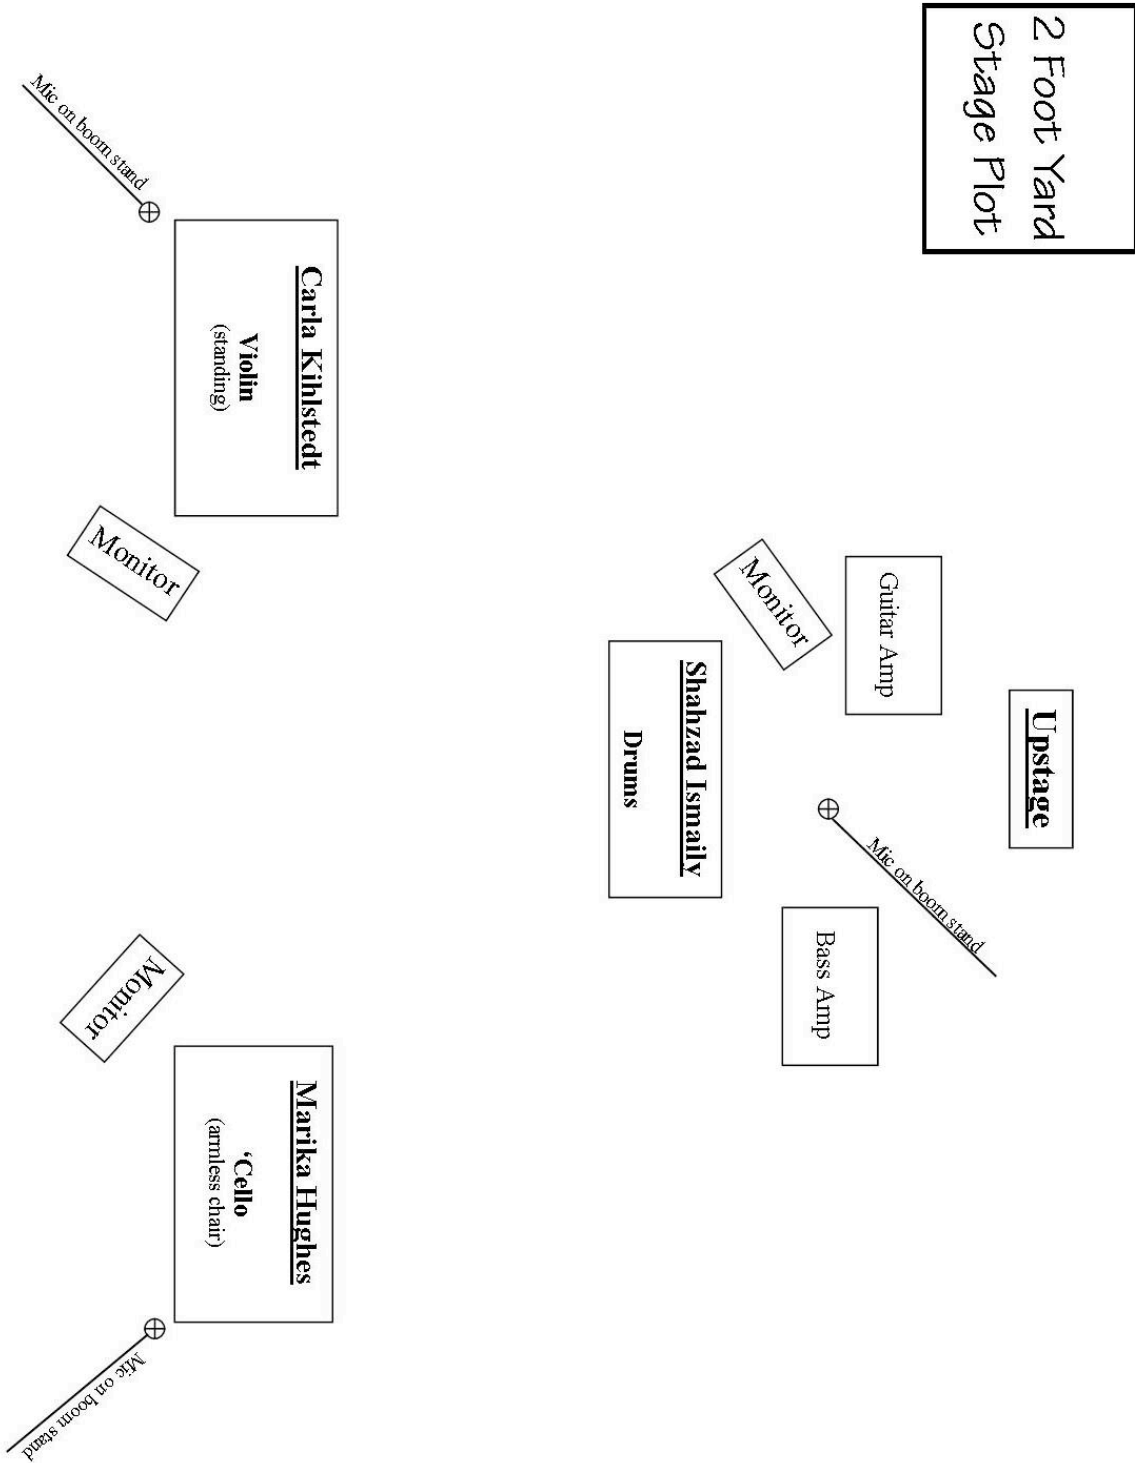 2 Foot Yard
Stage Plot
Upstage
Mic on boom stand
Guitar Amp
Bass Amp
Monitor
Shahzad Ismaily
Drums
Carla Kihlstedt
Violin
(standing)
Marika Hughes
‘Cello
(armless chair)
Mic on boom stand
Monitor
Monitor
Mic on boom stand